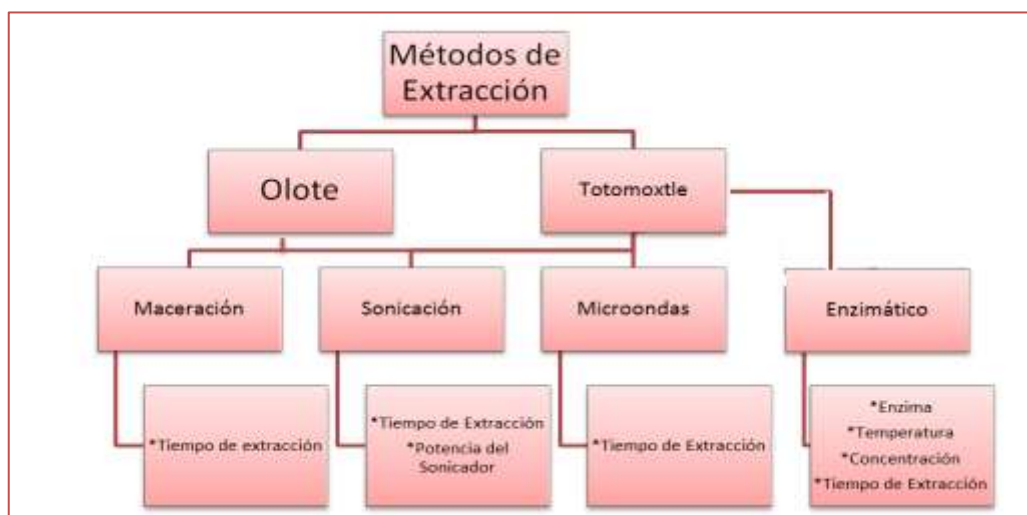 Métodos de
Extracción
Olote
Totomoxtle
Maceración
Sonicación
Microondas
Enzimático
*Tiempo de extracción
*Tiempo de Extracción
*Potencia del
Sonicador
*Tiempo de Extracción
*Enzima
*Temperatura
*Concentración
*Tiempo de Extracción